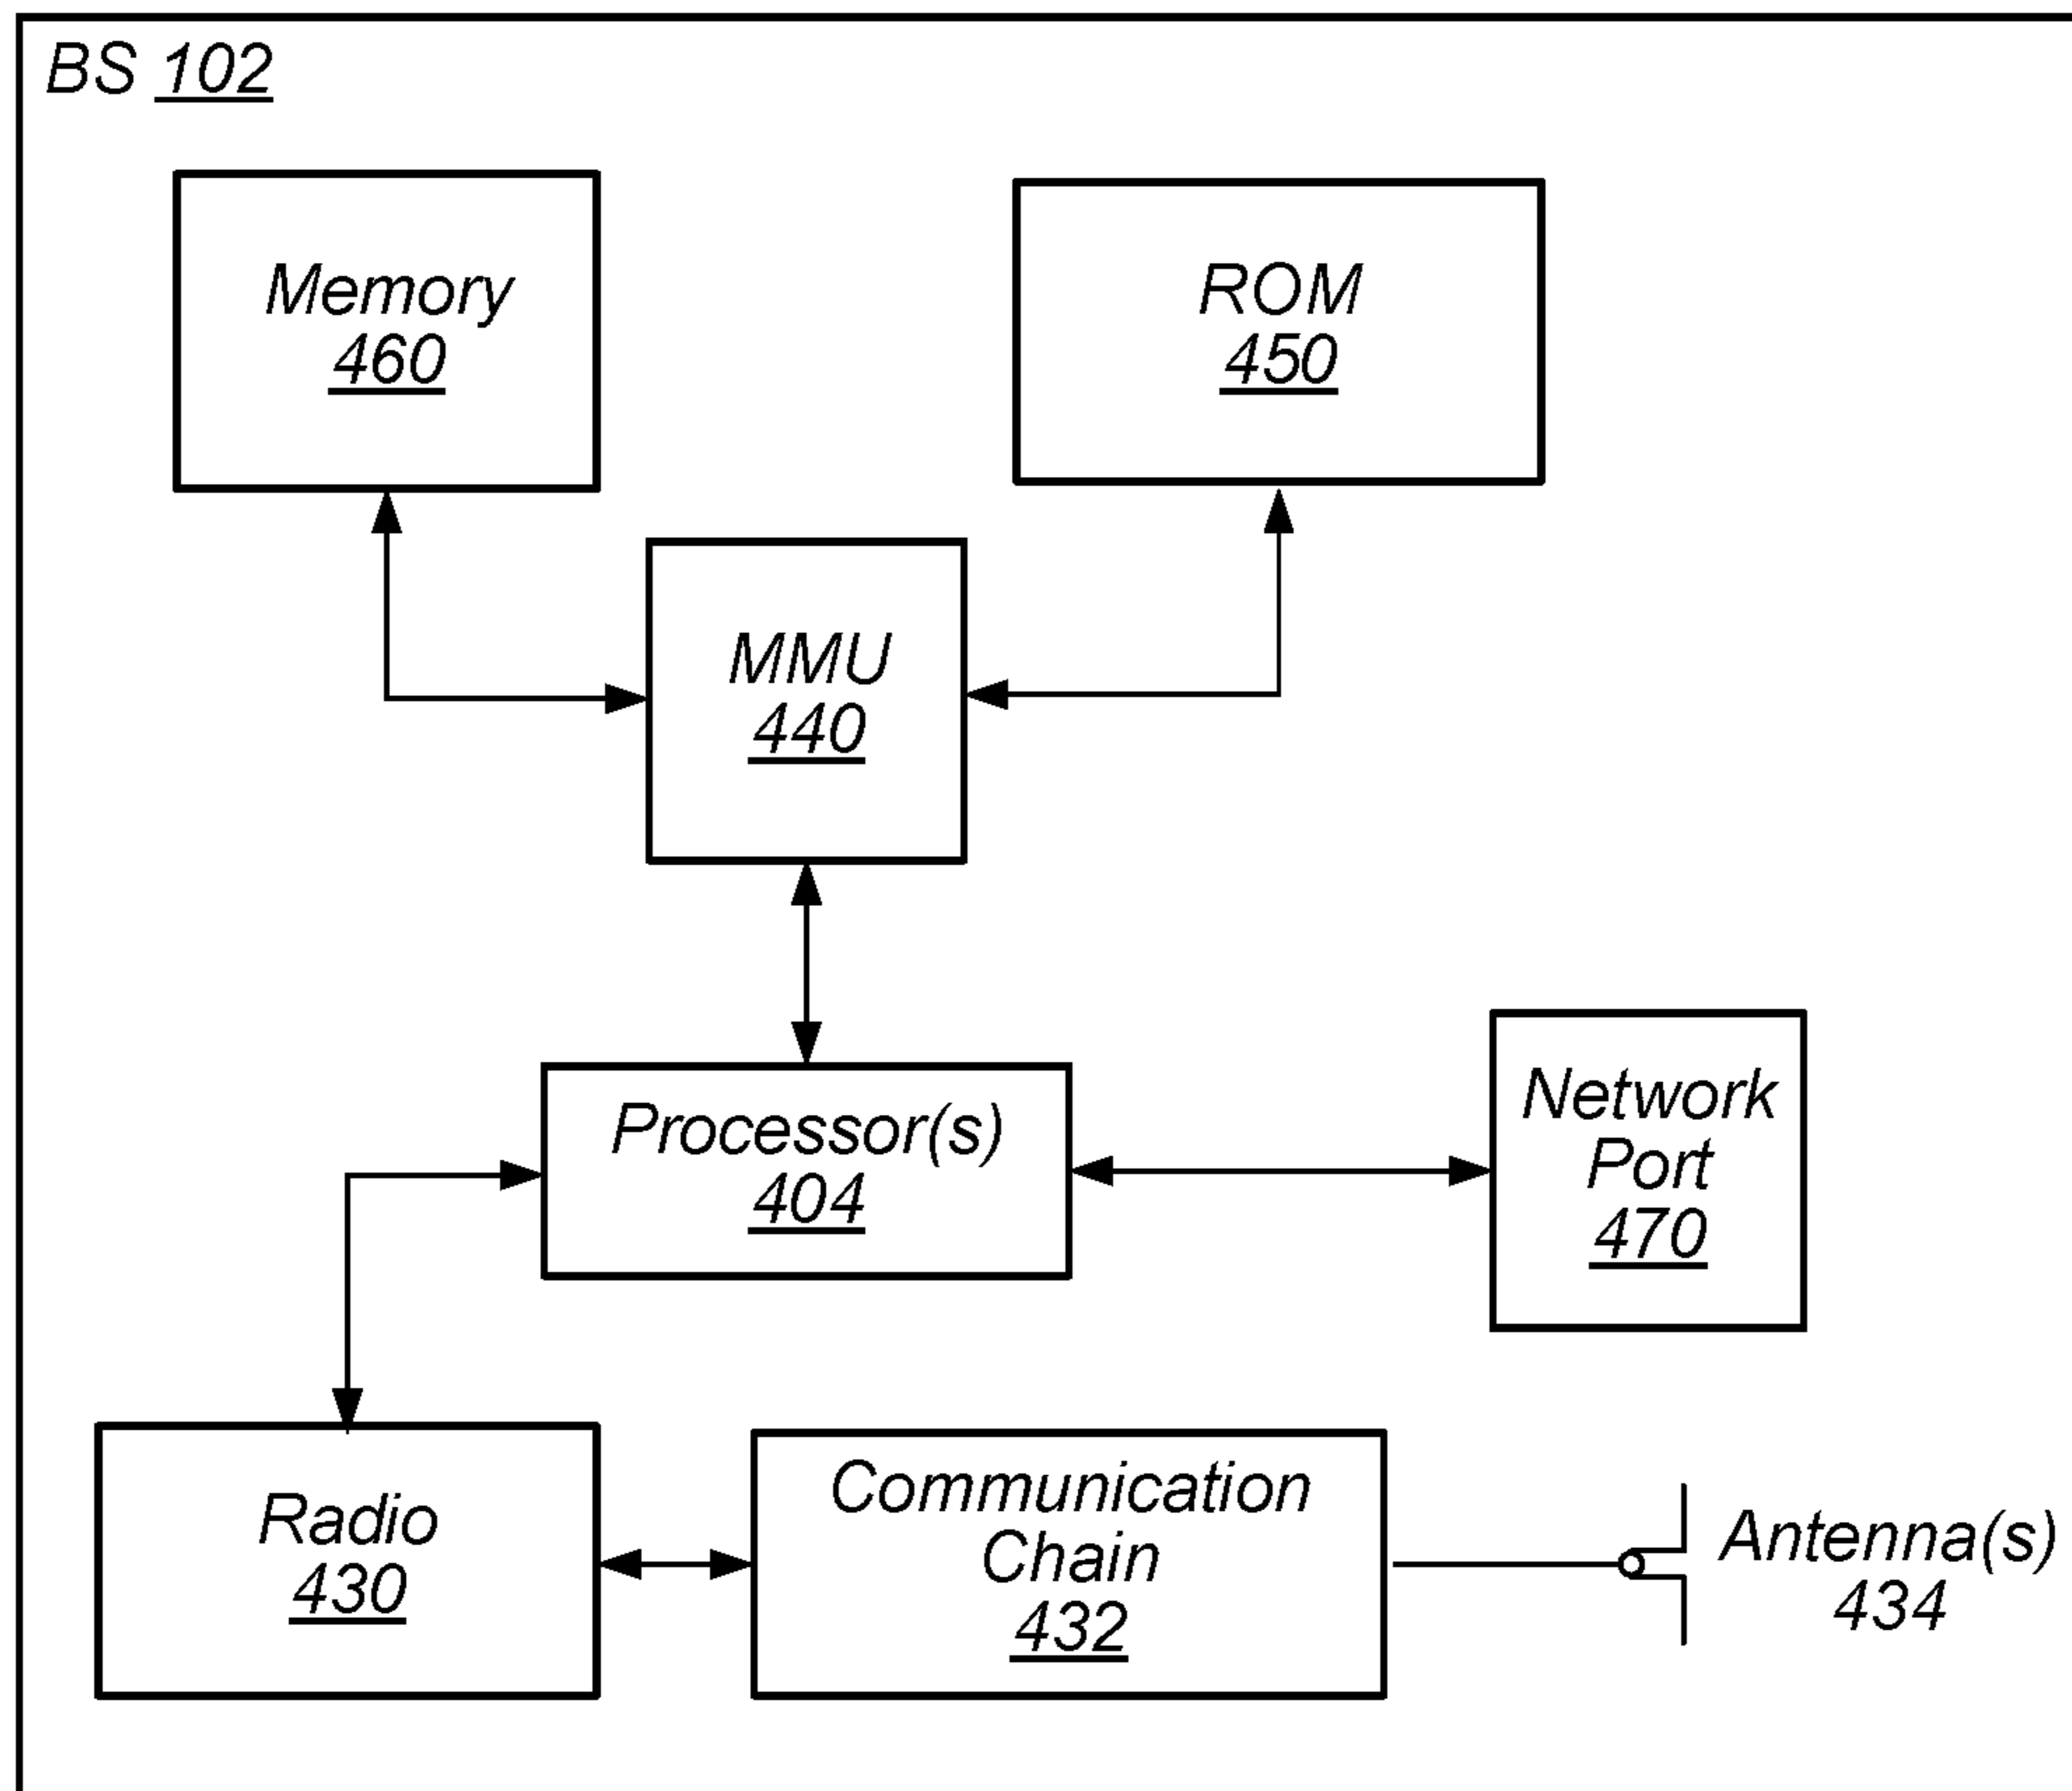 BS 102
Memory
460
ROM
450
MMU
440
Processor(s)
404
Network
Port
470
Radio
430
Communication
Chain
432
Antenna(s)
434